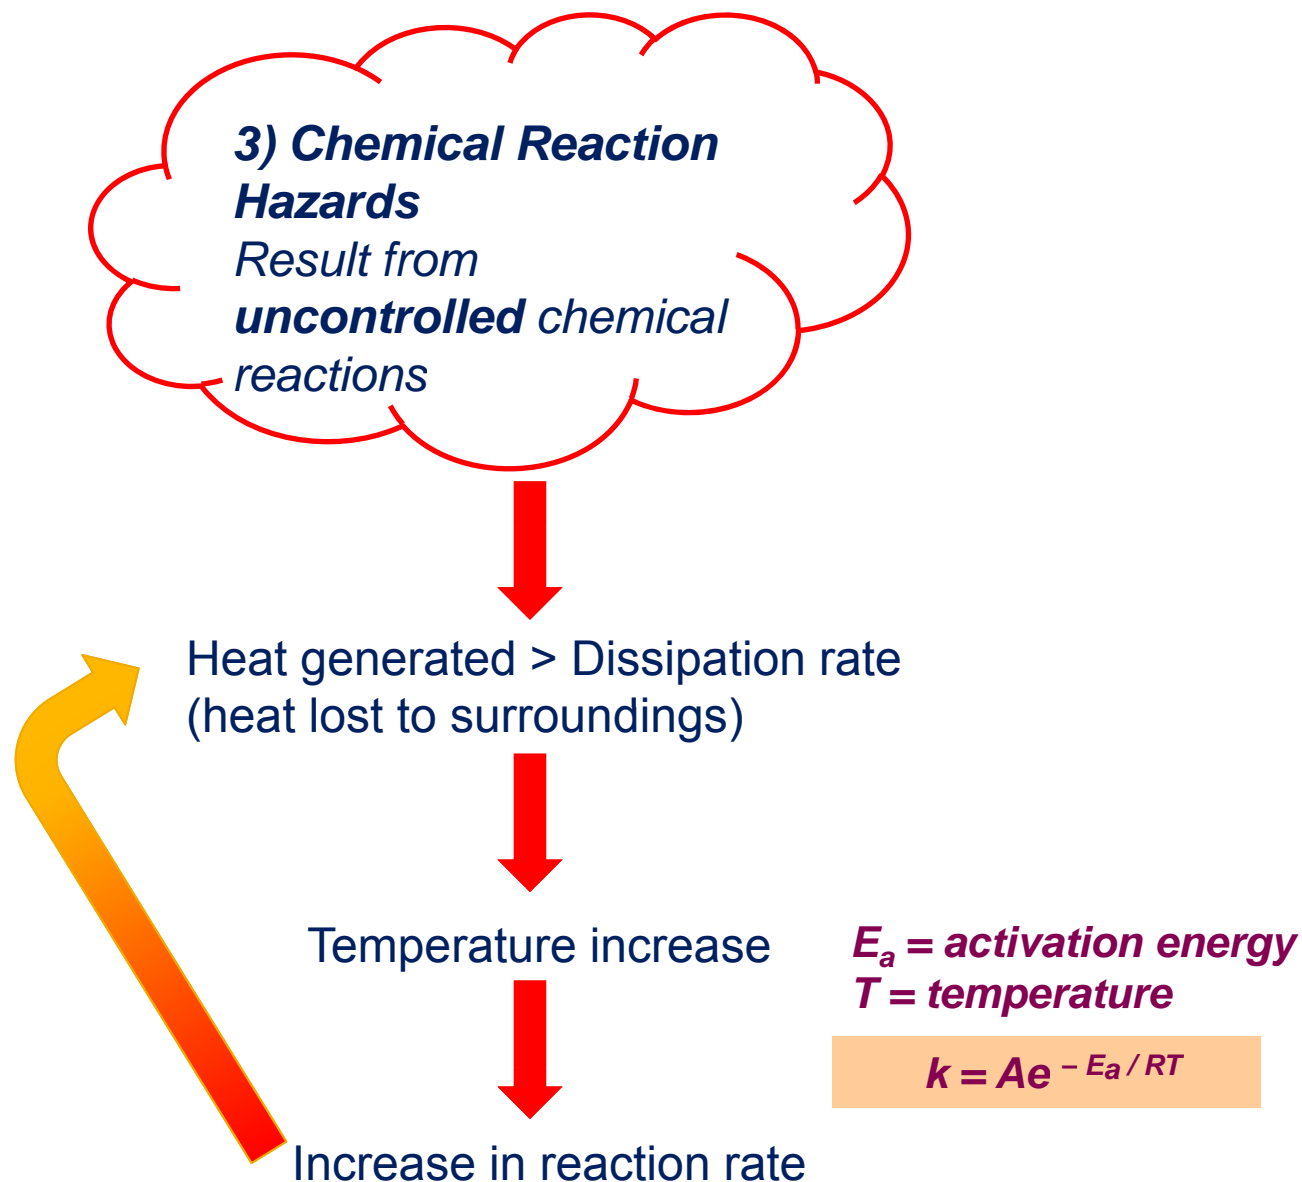 3) Chemical Reaction
Hazards
Result from
uncontrolled chemical
reactions
Heat generated > Dissipation rate
(heat lost to surroundings)
Temperature increase
Eₐ = activation energy
T = temperature
k = Ae – Ea / RT
Increase in reaction rate